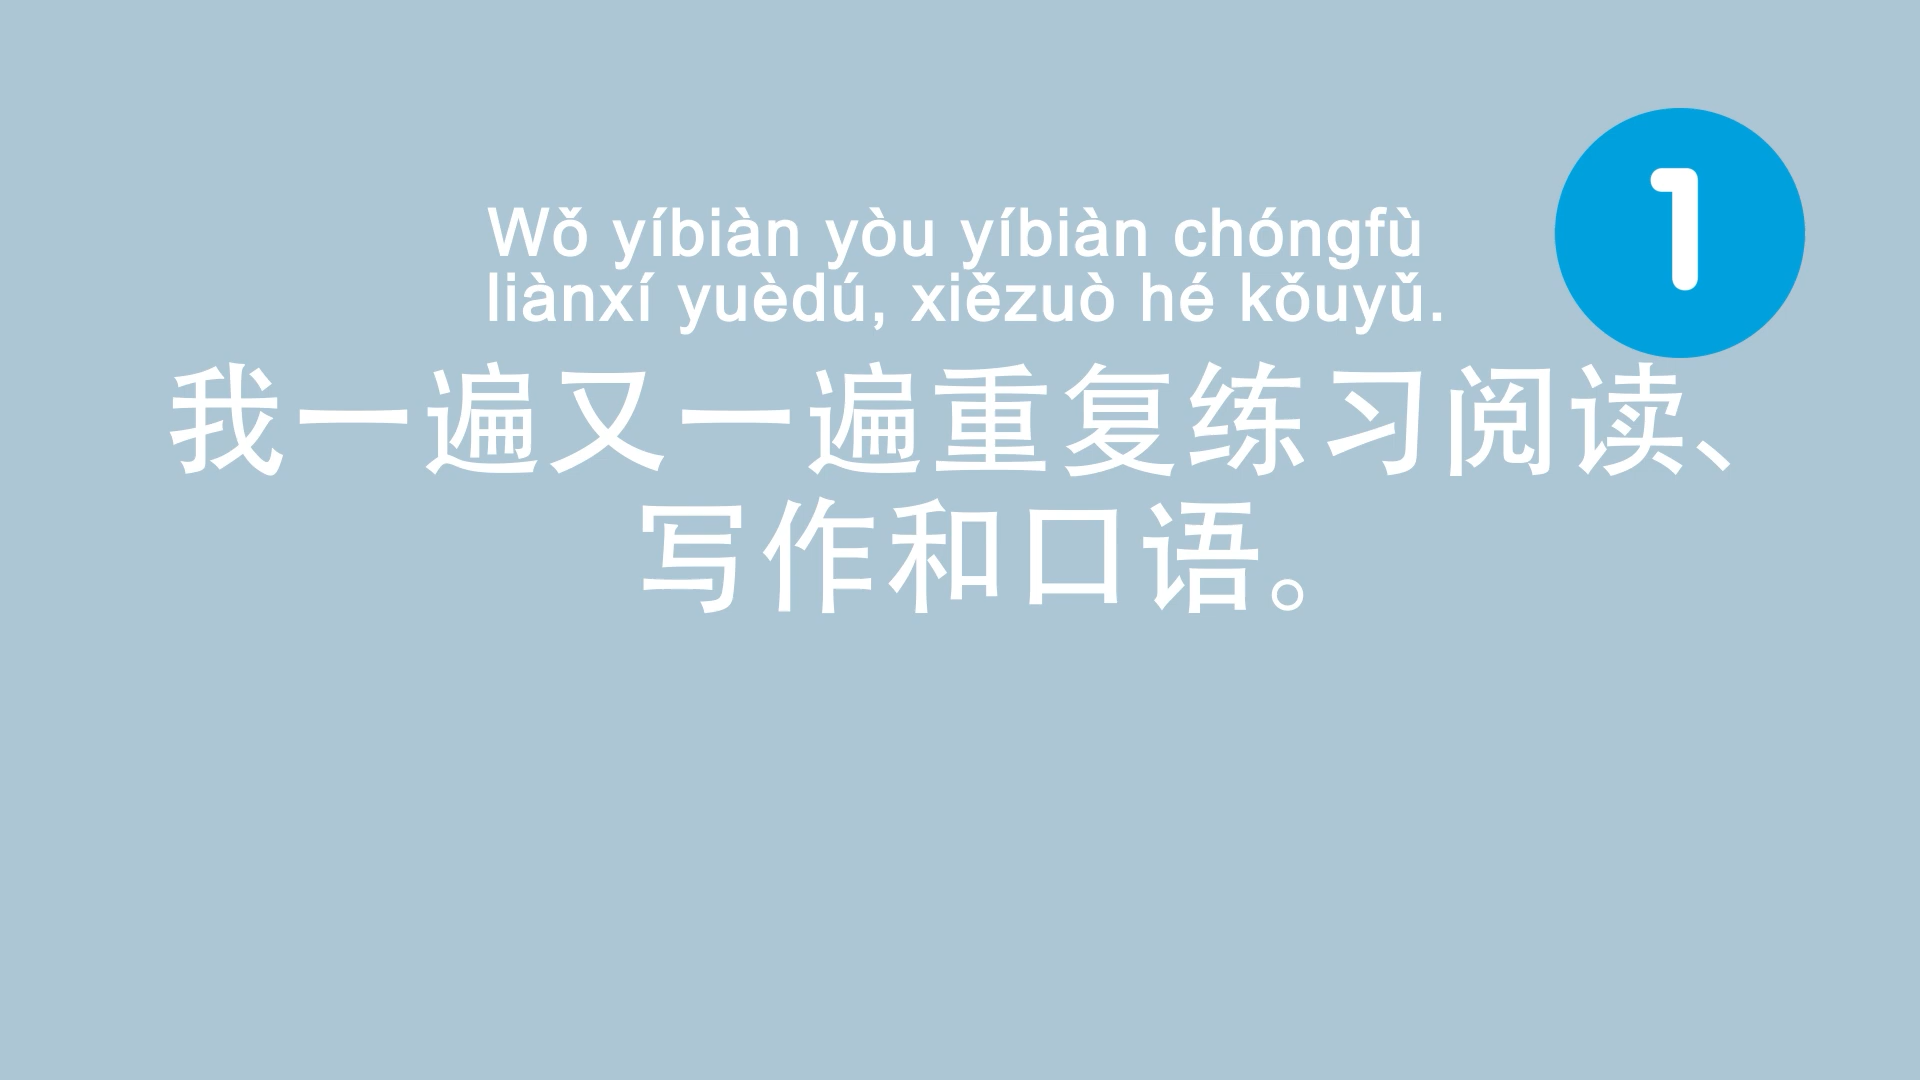 1
Wǒ yíbiàn yòu yíbiàn chóngfù
liànxí yuèdú, xiězuò hé kǒuyǔ.
我一遍又一遍重复练习阅读、
写作和口语。